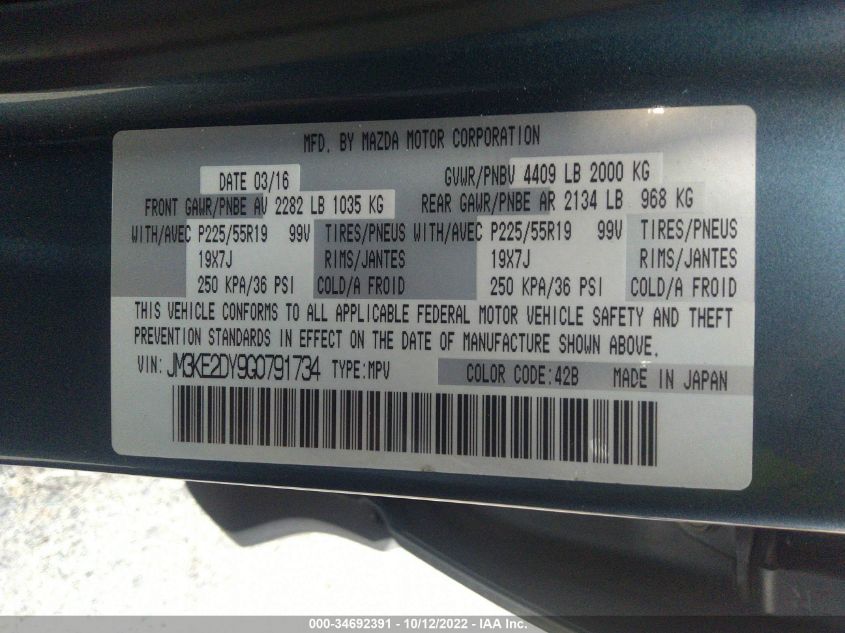 MFD. BY MAZDA MOTOR CORPORATION
DATE 03/16 GVWR/PNBV 4409 LB 2000 KG
FRONT GAWR/PNBE AV 2282 LB 1035 KG REAR GAWR/PNBE AR 2134 LB 968 KG
WITH/AVEC P225/55R19 99V TIRES/PNEUS WITH/AVEC P225/55R19 99V TIRES/PNEUS
19X7J RIMS/JANTES 19X7J RIMS/JANTES
250 KPA/36 PSI COLD/A FROID 250 KPA/36 PSI COLD/A FROID
THIS VEHICLE CONFORMS TO ALL APPLICABLE FEDERAL MOTOR VEHICLE SAFETY AND THEFT
PREVENTION STANDARDS IN EFFECT ON THE DATE OF MANUFACTURE SHOWN ABOVE.
VIN: JM3KE2DY9G0791734 TYPE:MPV COLOR CODE:42B MADE IN JAPAN
000-34692391 - 10/12/2022 - IAA Inc.